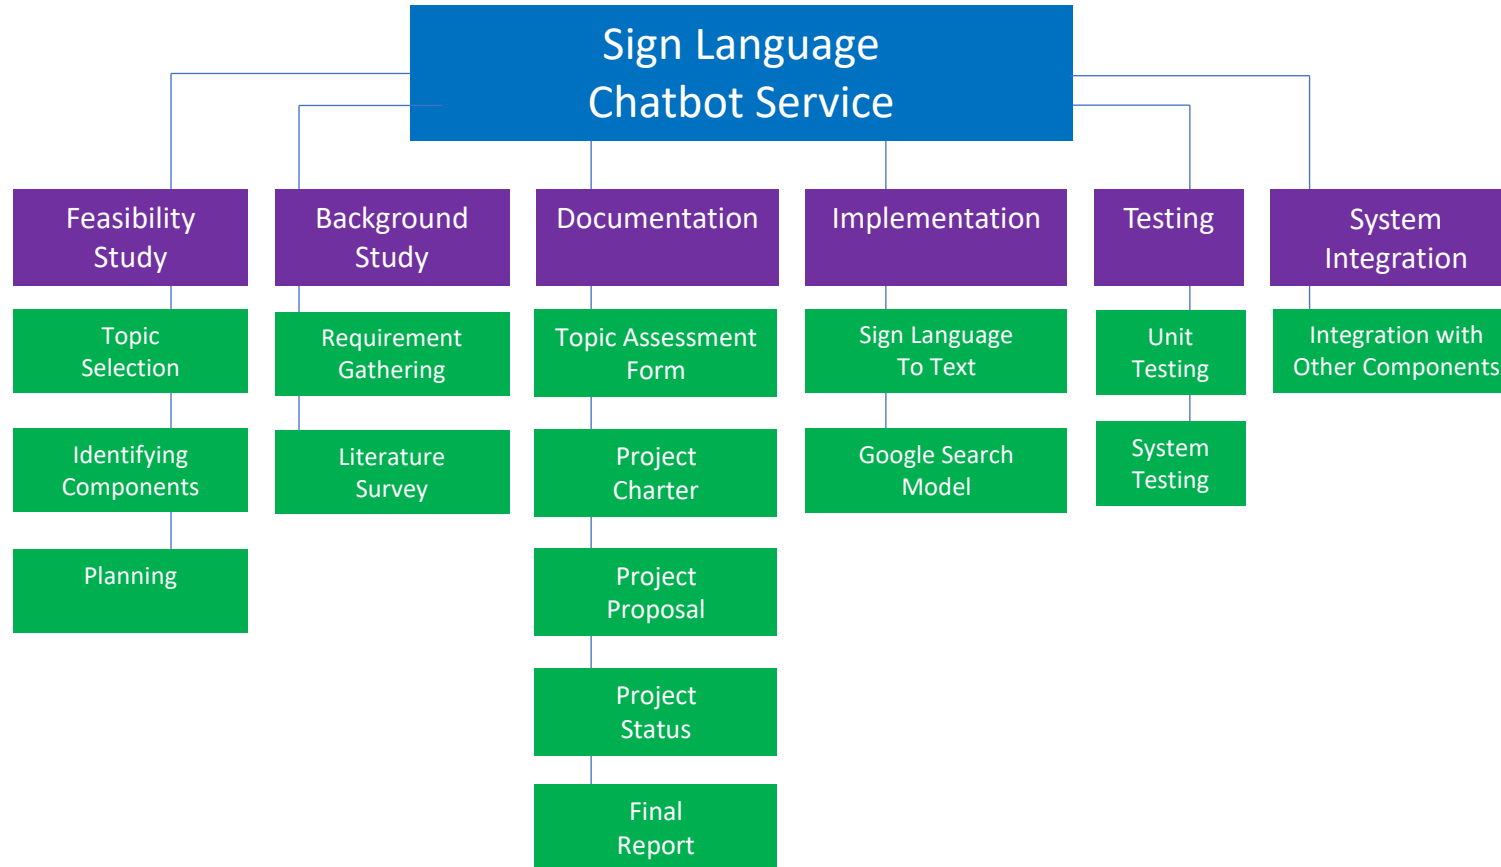 Sign Language
Chatbot Service
Feasibility
Study
Background
Study
Documentation
Implementation
Testing
System
Integration
Topic
Selection
Requirement
Gathering
Topic Assessment
Form
Sign Language
To Text
Unit
Testing
Integration with
Other Components
Identifying
Components
Literature
Survey
Project
Charter
Google Search
Model
System
Testing
Planning
Project
Proposal
Project
Status
Final
Report